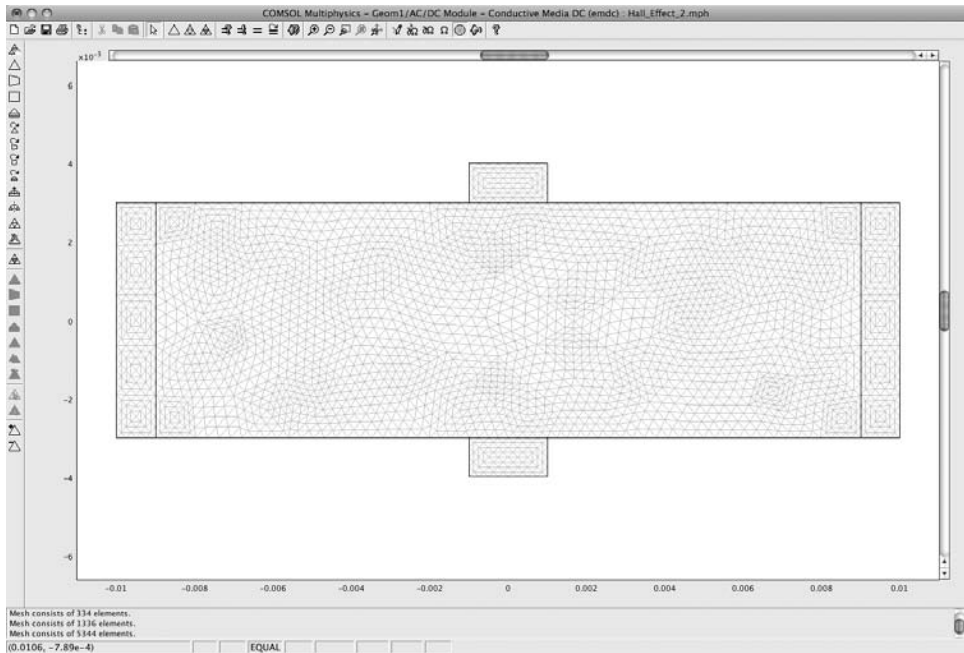 COMSOL Multiphysics - Geom1/AC/DC Module - Conductive Media DC (emdc) : Hall_Effect_2.mph
×10⁻³
6
4
2
0
-2
-4
-6
-0.01 -0.008 -0.006 -0.004 -0.002 0 0.002 0.004 0.006 0.008 0.01
Mesh consists of 334 elements.
Mesh consists of 1336 elements.
Mesh consists of 5344 elements.
(0.0106, -7.89e-4) EQUAL